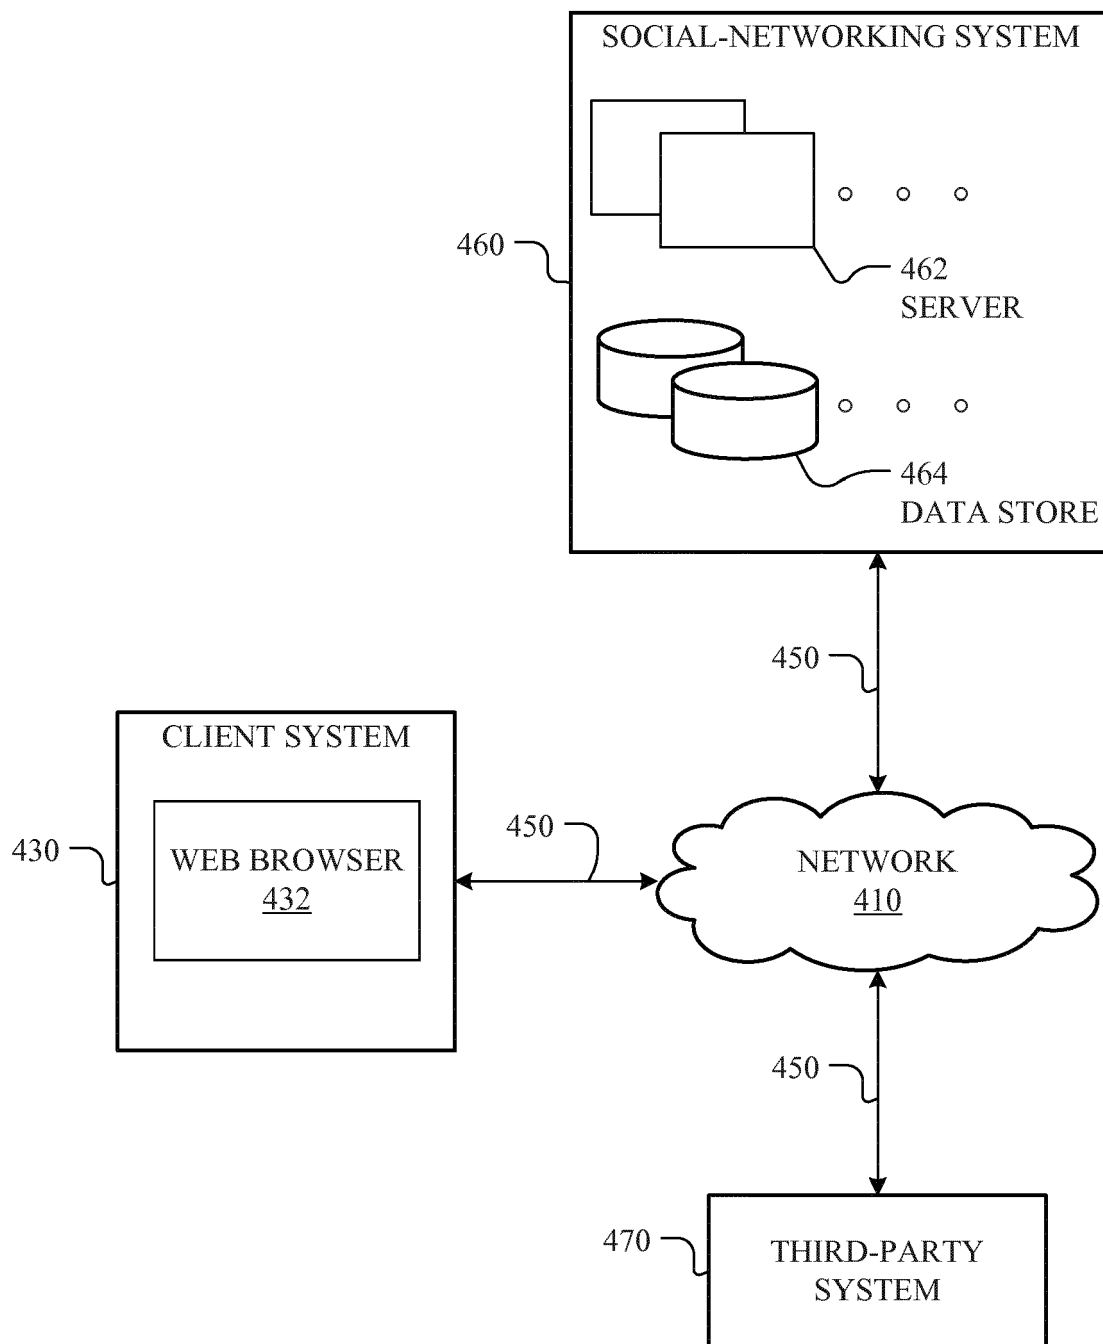 SOCIAL-NETWORKING SYSTEM
460
462
SERVER
464
DATA STORE
450
CLIENT SYSTEM
430
WEB BROWSER
432
450
NETWORK
410
450
470
THIRD-PARTY
SYSTEM